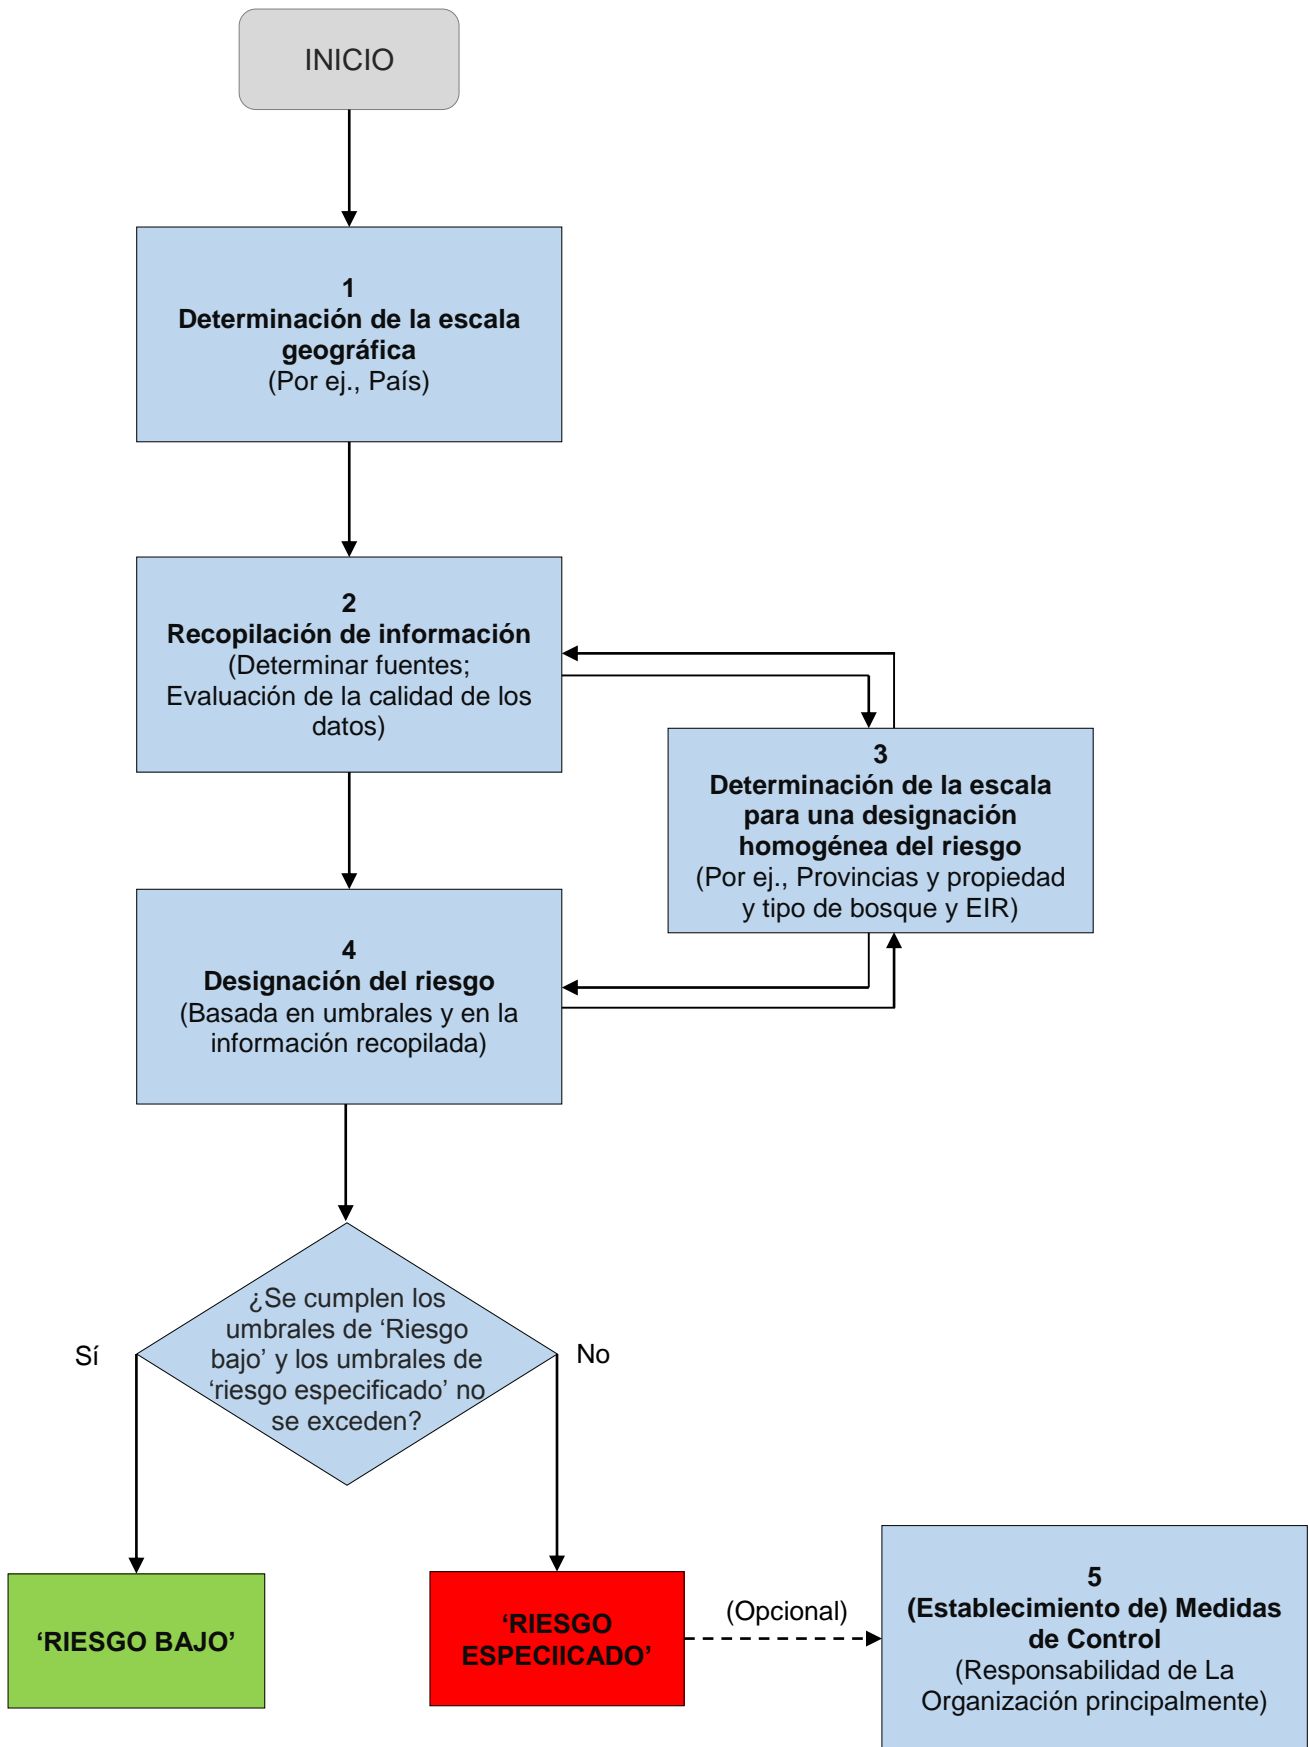 INICIO
1
Determinación de la escala
geográfica
(Por ej., País)
2
Recopilación de información
(Determinar fuentes;
Evaluación de la calidad de los
datos)
3
Determinación de la escala
para una designación
homogénea del riesgo
(Por ej., Provincias y propiedad
y tipo de bosque y EIR)
4
Designación del riesgo
(Basada en umbrales y en la
información recopilada)
¿Se cumplen los
umbrales de ‘Riesgo
bajo’ y los umbrales de
‘riesgo especificado’ no
se exceden?
Sí
No
‘RIESGO BAJO’
‘RIESGO
ESPECIICADO’
(Opcional)
5
(Establecimiento de) Medidas
de Control
(Responsabilidad de La
Organización principalmente)